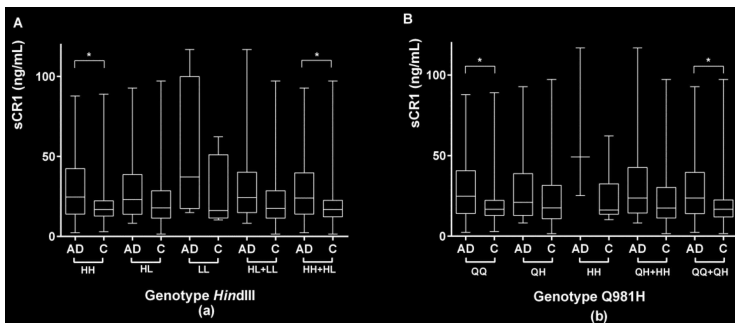 A
sCR1 (ng/mL)
100
50
0
*
*
AD C AD C AD C AD C AD C
HH HL LL HL+LL HH+HL
Genotype HindIII
(a)
B
sCR1 (ng/mL)
100
50
0
*
*
AD C AD C AD C AD C AD C
QQ QH HH QH+HH QQ+QH
Genotype Q981H
(b)